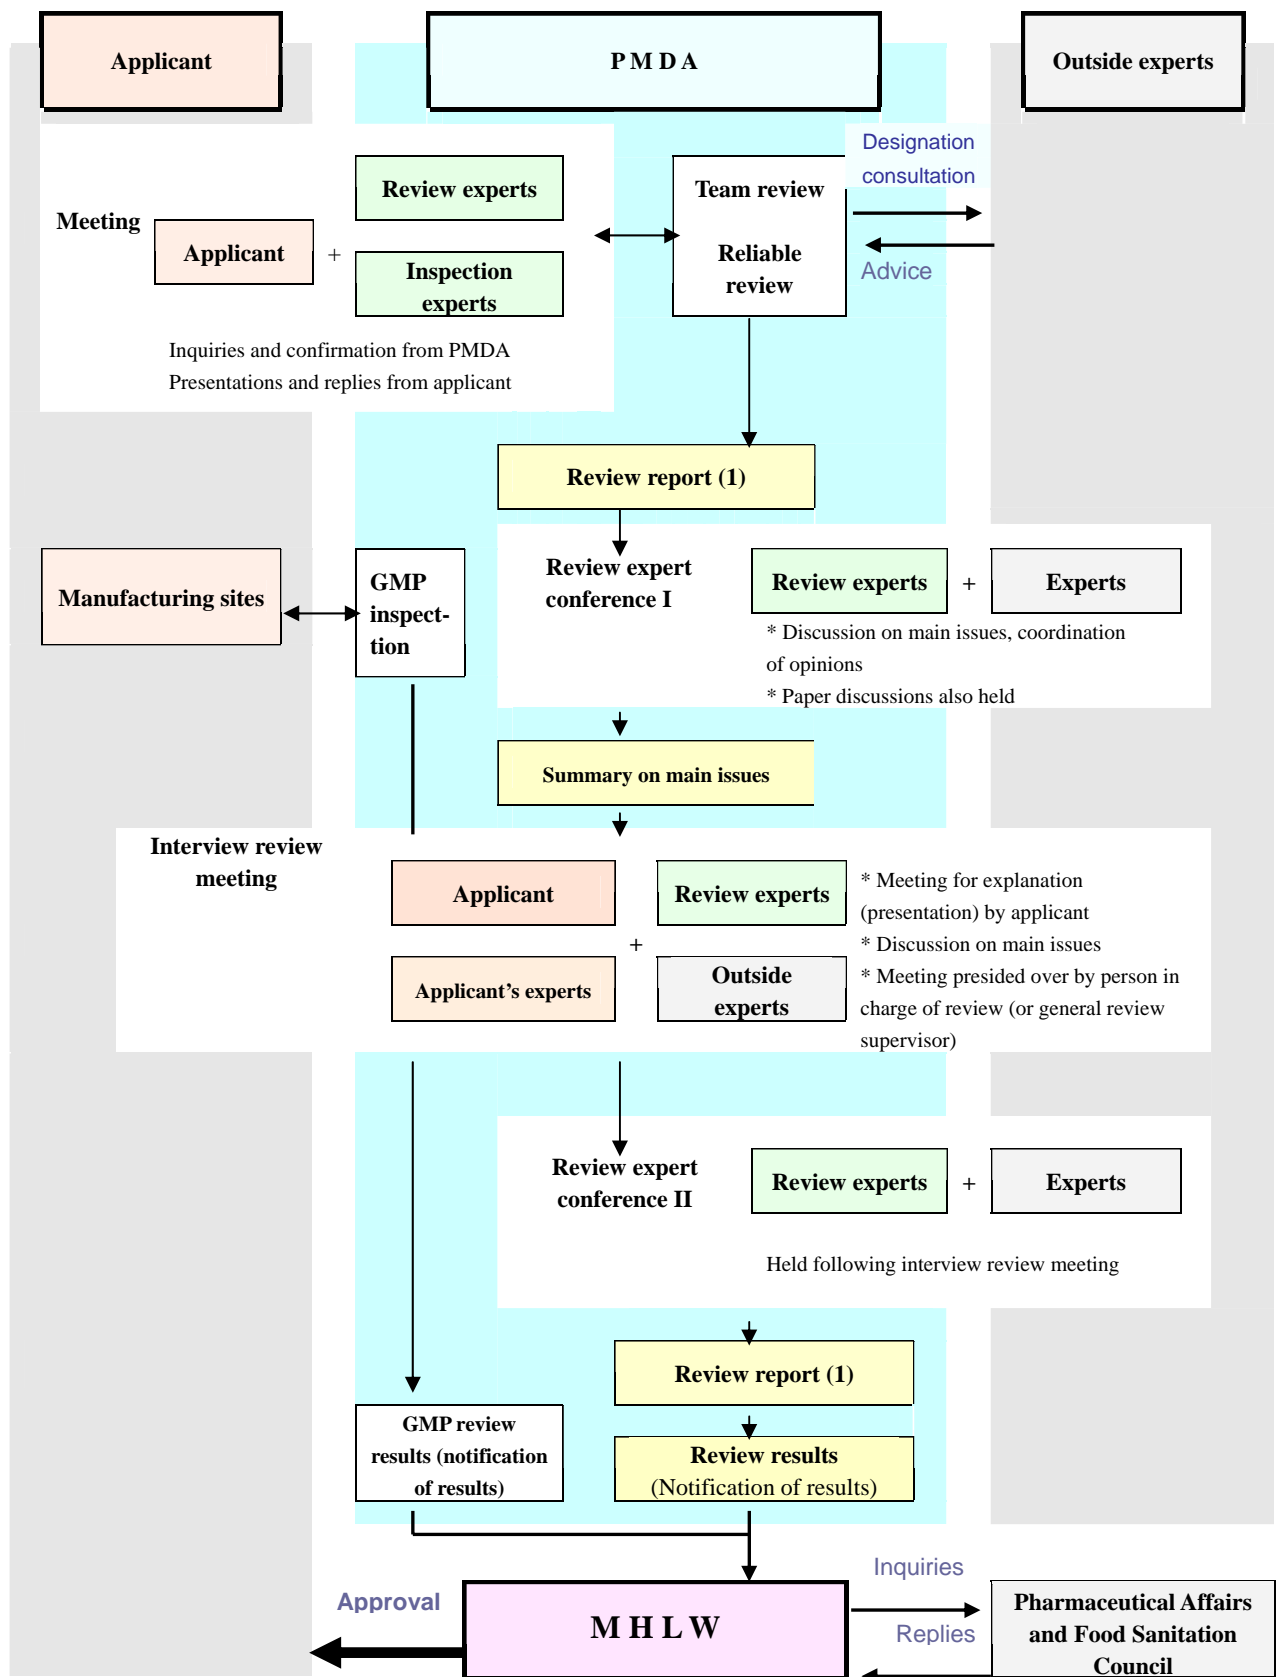 Applicant
P M D A
Outside experts
Designation
consultation
Review experts
Team review
Meeting
Applicant
+
Reliable
review
Advice
Inspection
experts
Inquiries and confirmation from PMDA
Presentations and replies from applicant
Review report (1)
Manufacturing sites
GMP
inspect-
tion
Review expert
conference I
Review experts
+
Experts
* Discussion on main issues, coordination
of opinions
* Paper discussions also held
Summary on main issues
Interview review
meeting
Applicant
Review experts
+
Applicant's experts
Outside
experts
* Meeting for explanation
(presentation) by applicant
* Discussion on main issues
* Meeting presided over by person in
charge of review (or general review
supervisor)
Review expert
conference II
Review experts
+
Experts
Held following interview review meeting
Review report (1)
GMP review
results (notification
of results)
Review results
(Notification of results)
Approval
M H L W
Inquiries
Replies
Pharmaceutical Affairs
and Food Sanitation
Council